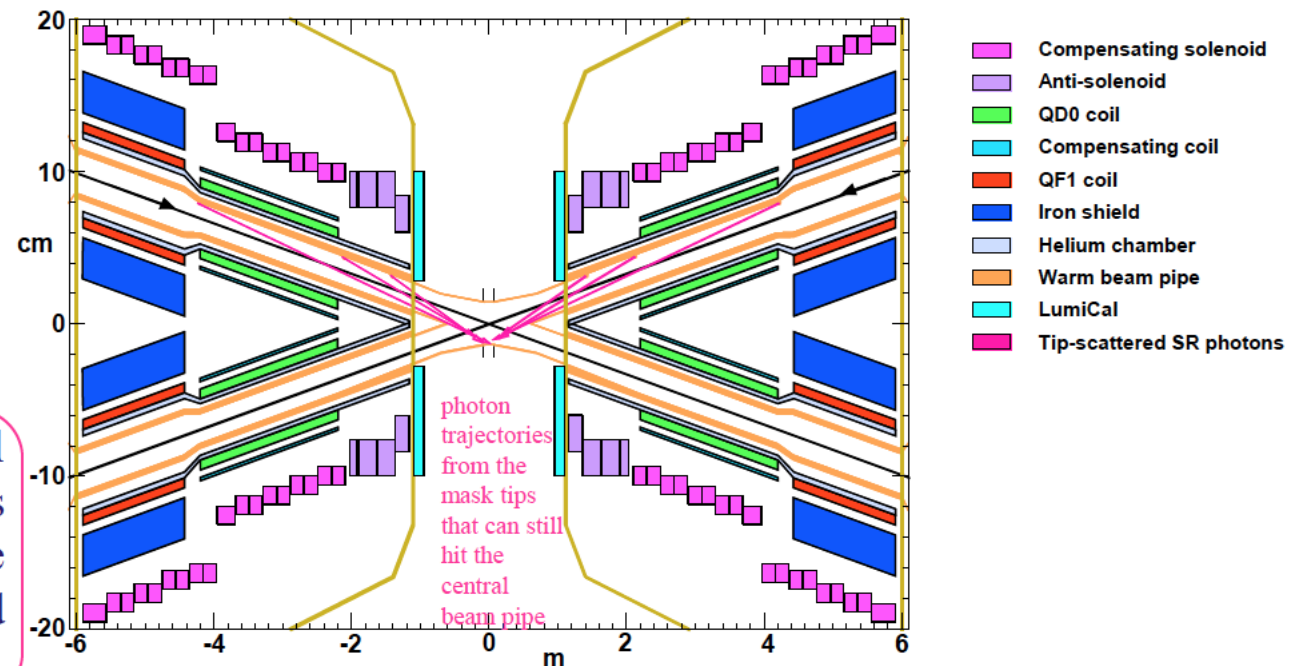 20
10
cm
0
-10
-20
-6
-4
-2
0
2
4
6
m
Compensating solenoid
Anti-solenoid
QD0 coil
Compensating coil
QF1 coil
Iron shield
Helium chamber
Warm beam pipe
LumiCal
Tip-scattered SR photons
photon
trajectories
from the
mask tips
that can still
hit the
central
beam pipe